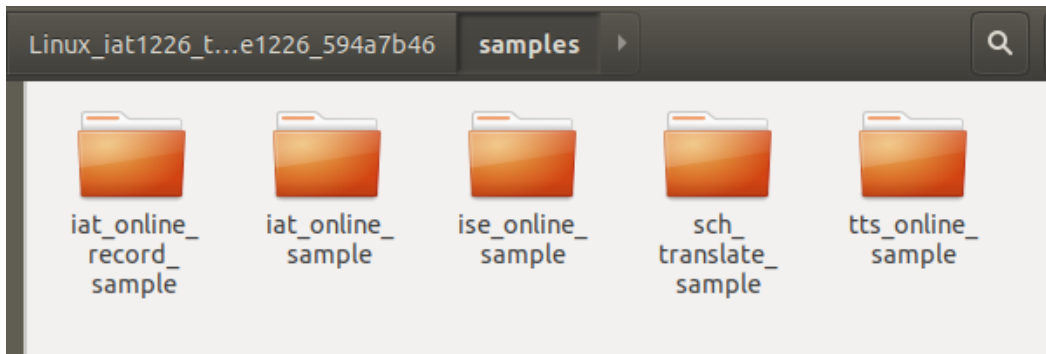 Linux_iat1226_t...e1226_594a7b46 samples
iat_online_
record_
sample
iat_online_
sample
ise_online_
sample
sch_
translate_
sample
tts_online_
sample